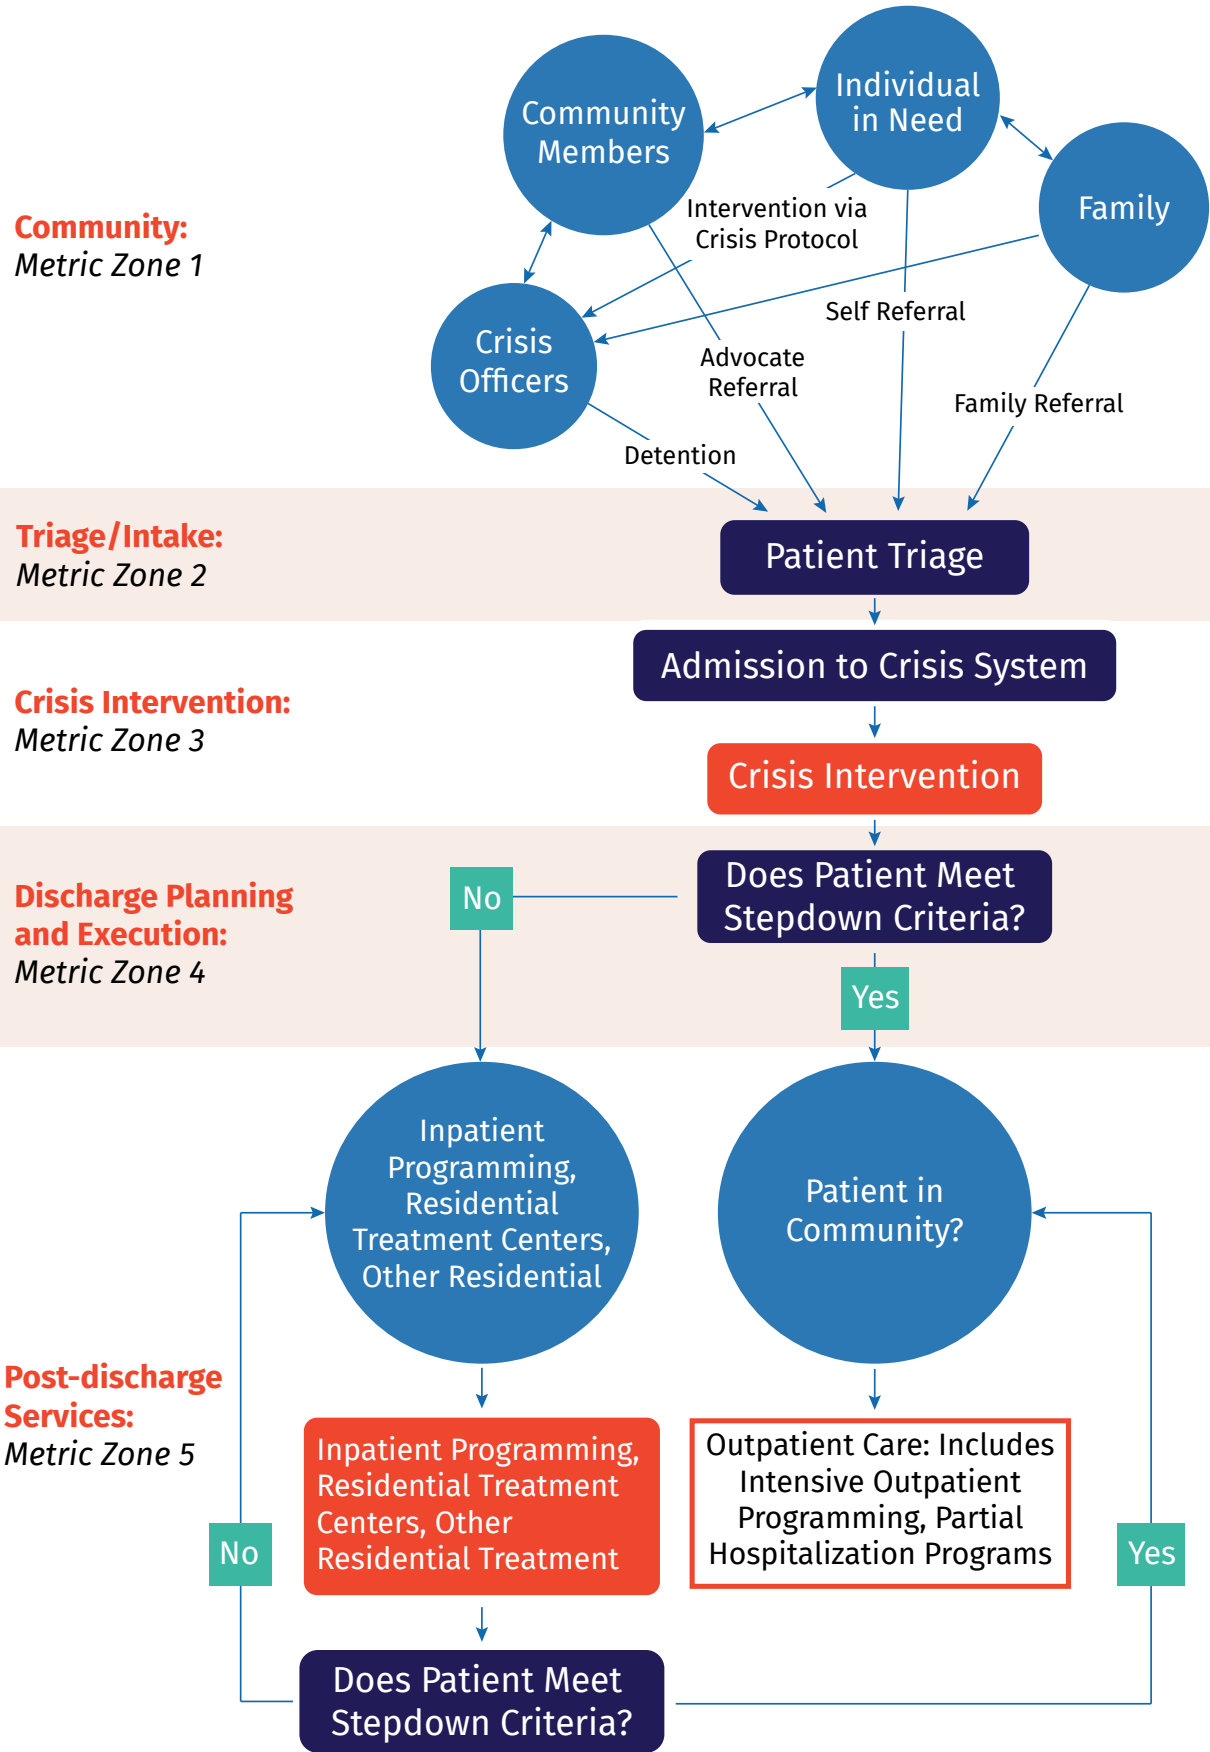 Individual
in Need
Community
Members
Family
Community:
Metric Zone 1
Intervention via
Crisis Protocol
Self Referral
Crisis
Officers
Advocate
Referral
Family Referral
Detention
Triage/Intake:
Metric Zone 2
Patient Triage
Admission to Crisis System
Crisis Intervention:
Metric Zone 3
Crisis Intervention
Discharge Planning
and Execution:
Metric Zone 4
No
Does Patient Meet
Stepdown Criteria?
Yes
Inpatient
Programming,
Residential
Treatment Centers,
Other Residential
Patient in
Community?
Post-discharge
Services:
Metric Zone 5
Inpatient Programming,
Residential Treatment
Centers, Other
Residential Treatment
Outpatient Care: Includes
Intensive Outpatient
Programming, Partial
Hospitalization Programs
No
Yes
Does Patient Meet
Stepdown Criteria?